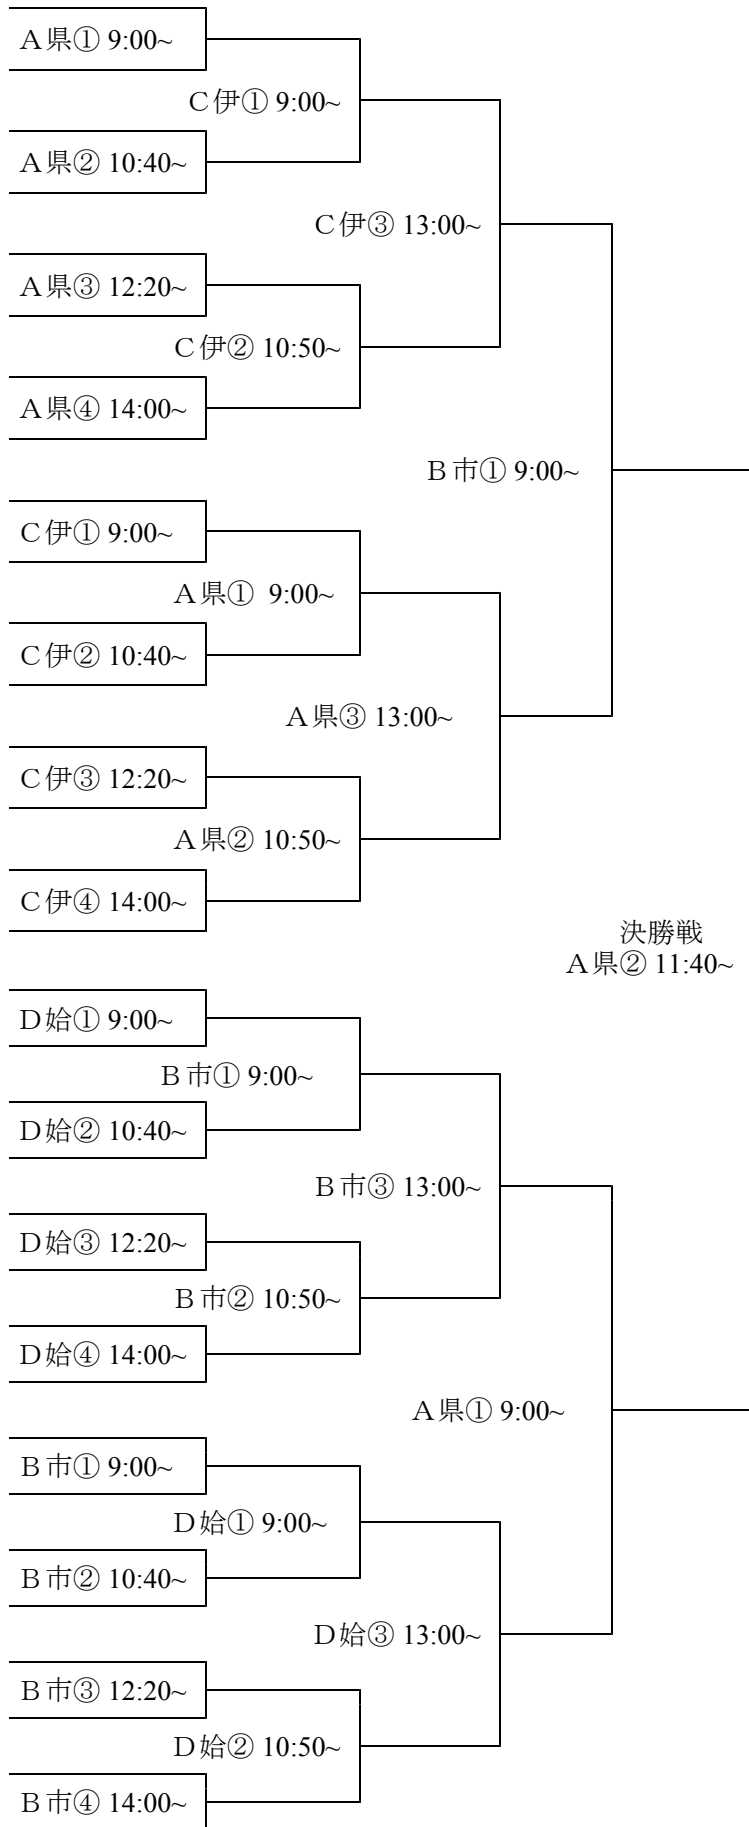 Ａ県① 9:00~
Ｃ伊① 9:00~
Ａ県② 10:40~
Ｃ伊③ 13:00~
Ａ県③ 12:20~
Ｃ伊② 10:50~
Ａ県④ 14:00~
Ｂ市① 9:00~
Ｃ伊① 9:00~
Ａ県① 9:00~
Ｃ伊② 10:40~
Ａ県③ 13:00~
Ｃ伊③ 12:20~
Ａ県② 10:50~
Ｃ伊④ 14:00~
決勝戦
Ａ県② 11:40~
Ｄ姶① 9:00~
Ｂ市① 9:00~
Ｄ姶② 10:40~
Ｂ市③ 13:00~
Ｄ姶③ 12:20~
Ｂ市② 10:50~
Ｄ姶④ 14:00~
Ａ県① 9:00~
Ｂ市① 9:00~
Ｄ姶① 9:00~
Ｂ市② 10:40~
Ｄ姶③ 13:00~
Ｂ市③ 12:20~
Ｄ姶② 10:50~
Ｂ市④ 14:00~